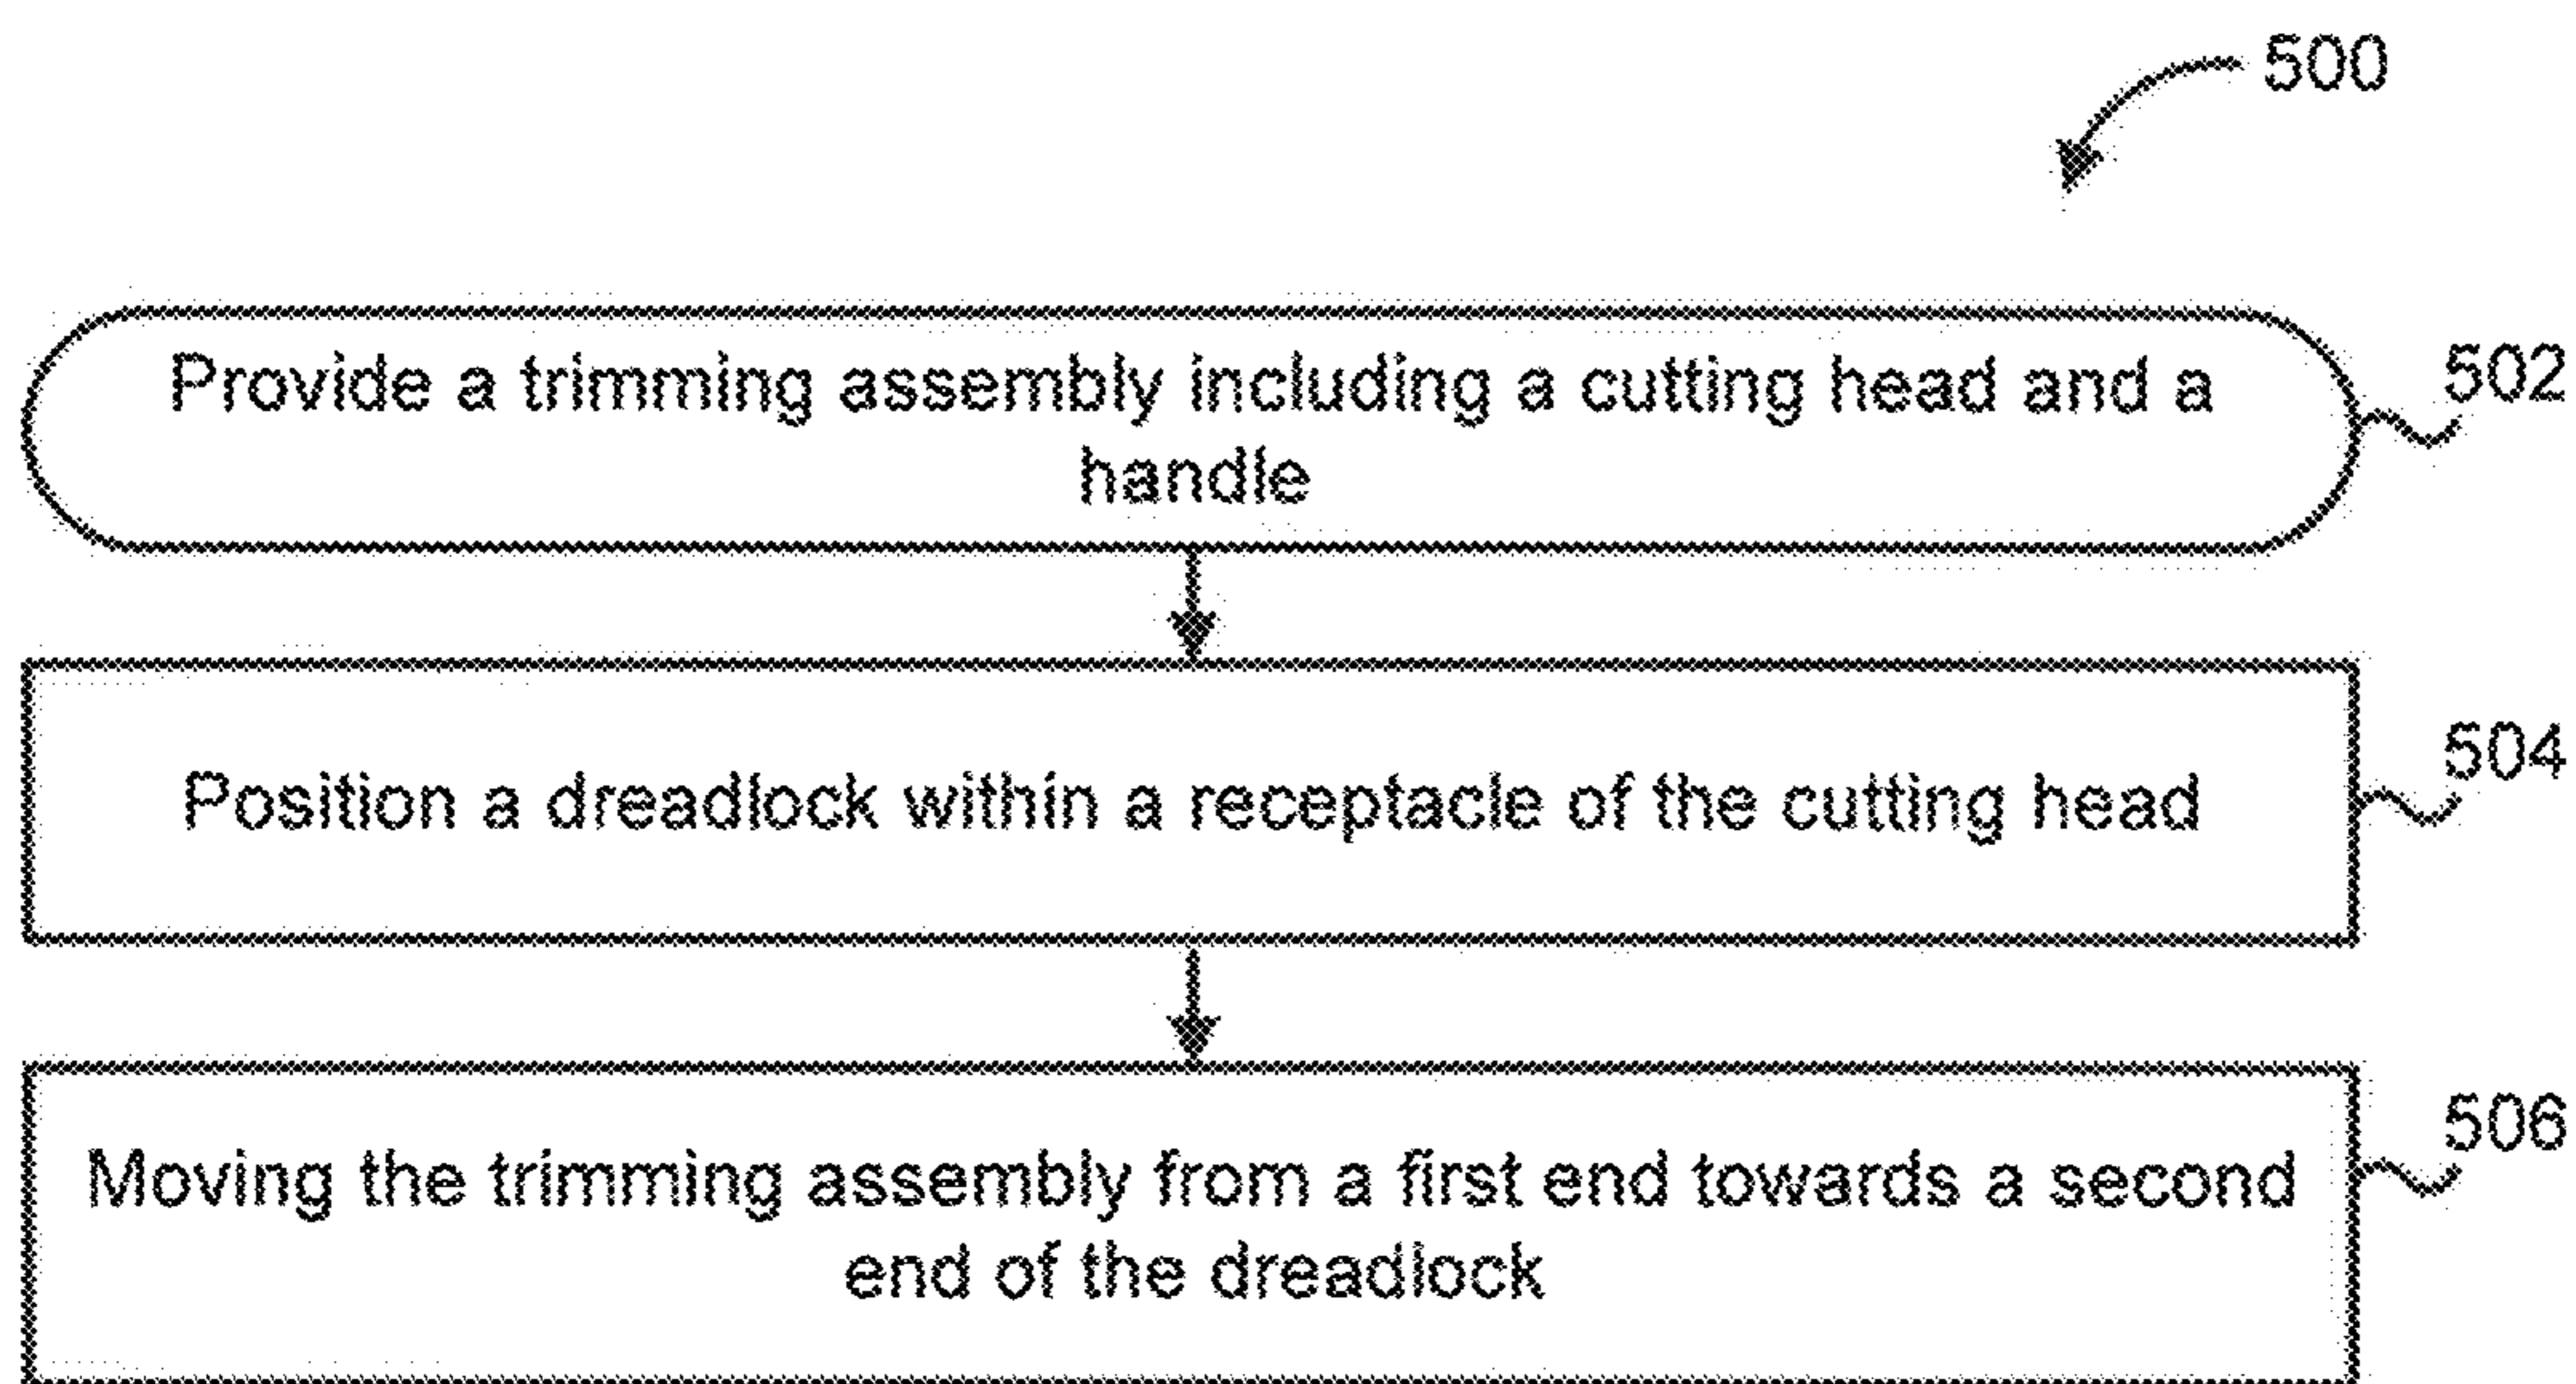 500
Provide a trimming assembly including a cutting head and a
handle
502
Position a dreadlock within a receptacle of the cutting head
504
Moving the trimming assembly from a first end towards a second
end of the dreadlock
506